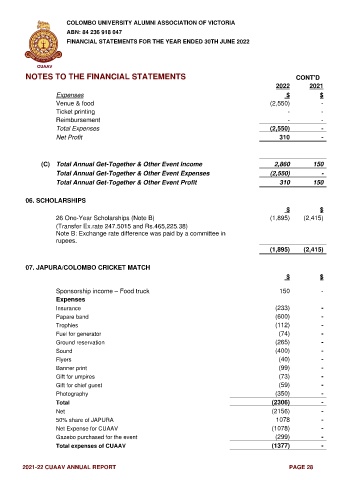 COLOMBO UNIVERSITY ALUMNI ASSOCIATION OF VICTORIA
ABN: 84 236 918 647
FINANCIAL STATEMENTS FOR THE YEAR ENDED 30TH JUNE 2022
CUAAV
NOTES TO THE FINANCIAL STATEMENTS CONT'D
2022 2021
Expenses $ $
Venue & food (2,550) -
Ticket printing - -
Reimbursement - -
Total Expenses (2,550) -
Net Profit 310 -
(C) Total Annual Get-Together & Other Event Income 2,860 150
Total Annual Get-Together & Other Event Expenses (2,550) -
Total Annual Get-Together & Other Event Profit 310 150
06. SCHOLARSHIPS
$ $
26 One-Year Scholarships (Note B) (1,895) (2,415)
(Transfer Ex.rate 247.5015 and Rs.465,225.38)
Note B: Exchange rate difference was paid by a committee in
rupees.
(1,895) (2,415)
07. JAPURA/COLOMBO CRICKET MATCH
$ $
Sponsorship income – Food truck 150 -
Expenses
Insurance (233) -
Papare band (600) -
Trophies (112) -
Fuel for generator (74) -
Ground reservation (265) -
Sound (400) -
Flyers (40) -
Banner print (99) -
Gift for umpires (73) -
Gift for chief guest (59) -
Photography (350) -
Total (2306) -
Net (2156) -
50% share of JAPURA 1078 -
Net Expense for CUAAV (1078) -
Gazebo purchased for the event (299) -
Total expenses of CUAAV (1377) -
2021-22 CUAAV ANNUAL REPORT PAGE 28